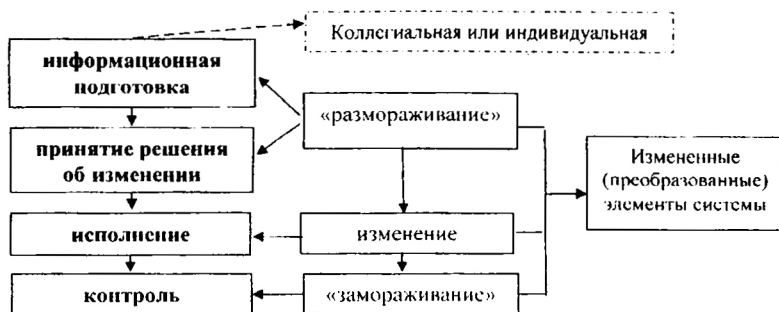 Коллегиальная или индивидуальная
информационная
подготовка
«размораживание»
принятие решения
об изменении
Измененные
(преобразованные)
элементы системы
исполнение
изменение
контроль
«замораживание»